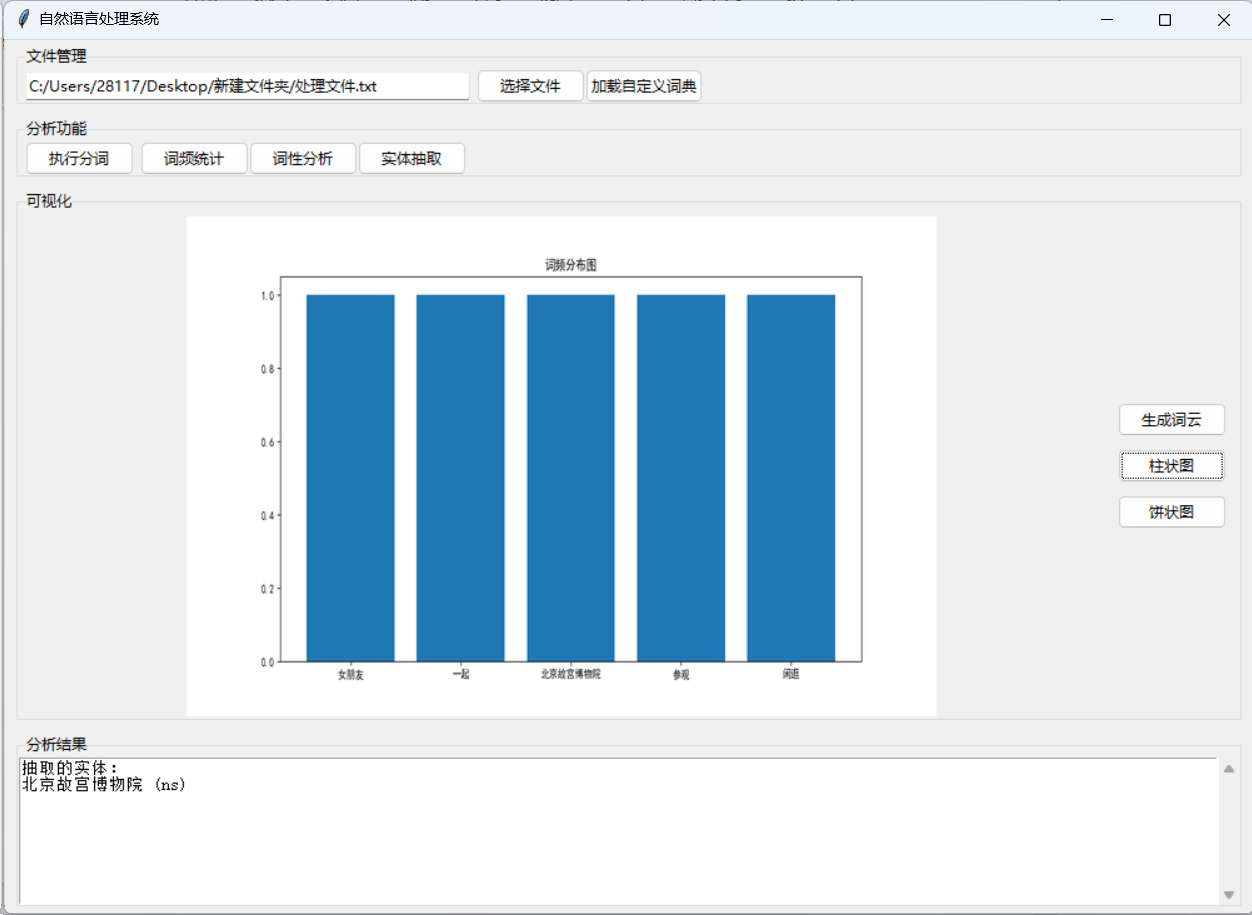 自然语言处理系统
文件管理
C:/Users/28117/Desktop/新建文件夹/处理文件.txt 选择文件 加载自定义词典
分析功能
执行分词 词频统计 词性分析 实体抽取
可视化
词频分布图
1.0
0.8
0.6
0.4
0.2
0.0
女朋友 一起 北京故宫博物院 参观 闲逛
生成词云
柱状图
饼状图
分析结果
抽取的实体：
北京故宫博物院 (ns)